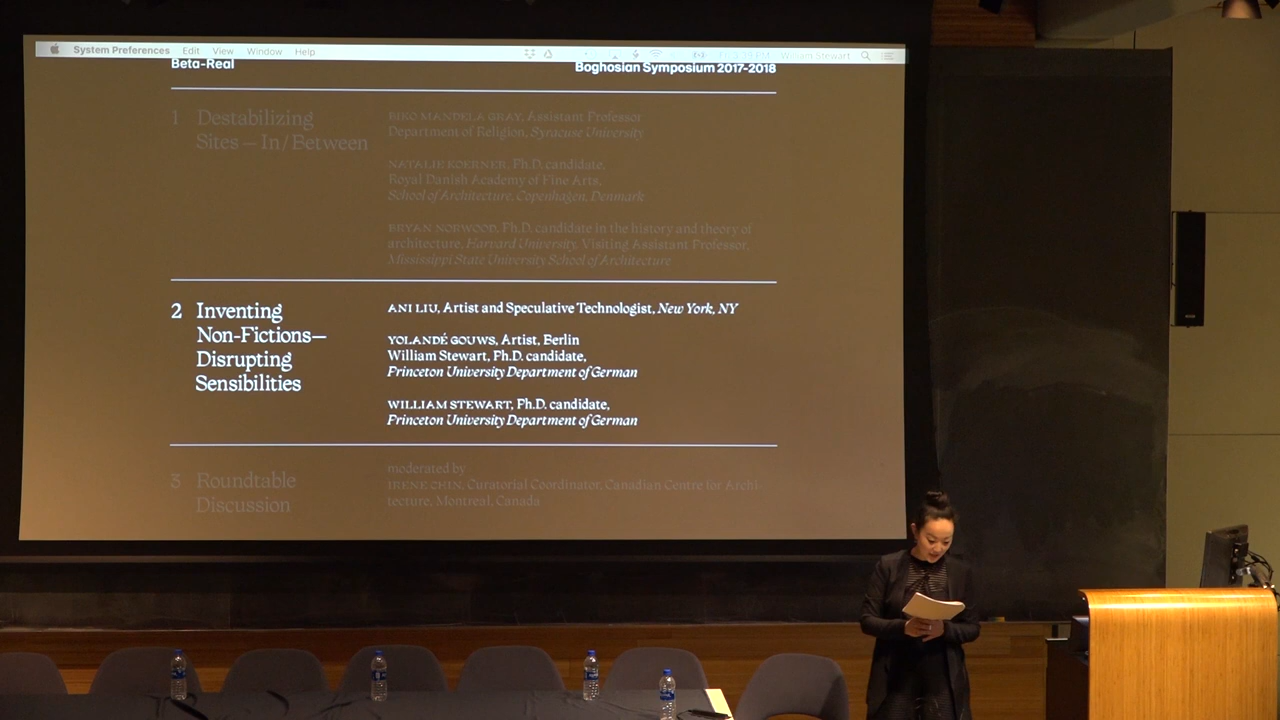 System Preferences Edit View Window Help
William Stewart
Beta-Real
Boghosian Symposium 2017-2018
1 Destabilizing
Sites – In/Between
BIKO MANDELA GRAY, Assistant Professor
Department of Religion, Syracuse University
NATALIE KOERNER, Ph.D. candidate,
Royal Danish Academy of Fine Arts,
School of Architecture, Copenhagen, Denmark
BRYAN NORWOOD, Ph.D. candidate in the history and theory of
architecture, Harvard University, Visiting Assistant Professor,
Mississippi State University School of Architecture
2 Inventing
Non-Fictions—
Disrupting
Sensibilities
ANI LIU, Artist and Speculative Technologist, New York, NY
YOLANDÉ GOUWS, Artist, Berlin
William Stewart, Ph.D. candidate,
Princeton University Department of German
WILLIAM STEWART, Ph.D. candidate,
Princeton University Department of German
3 Roundtable
Discussion
moderated by
IRENE CHIN, Curatorial Coordinator, Canadian Centre for Archi-
tecture, Montreal, Canada